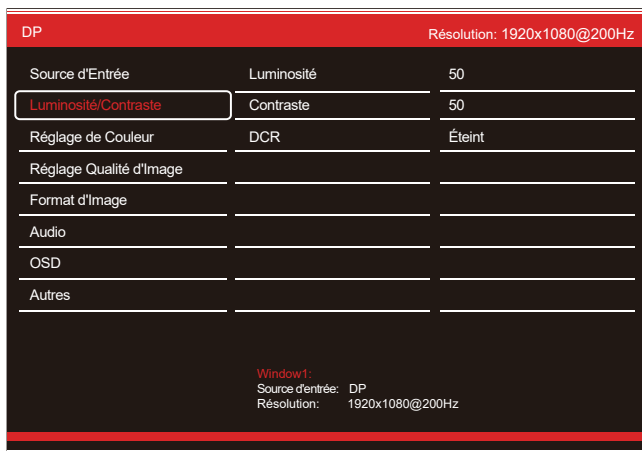 DP Résolution: 1920x1080@200Hz
Source d'Entrée Luminosité 50
Luminosité/Contraste Contraste 50
Réglage de Couleur DCR Éteint
Réglage Qualité d'Image
Format d'Image
Audio
OSD
Autres
Window1:
Source d'entrée: DP
Résolution: 1920x1080@200Hz